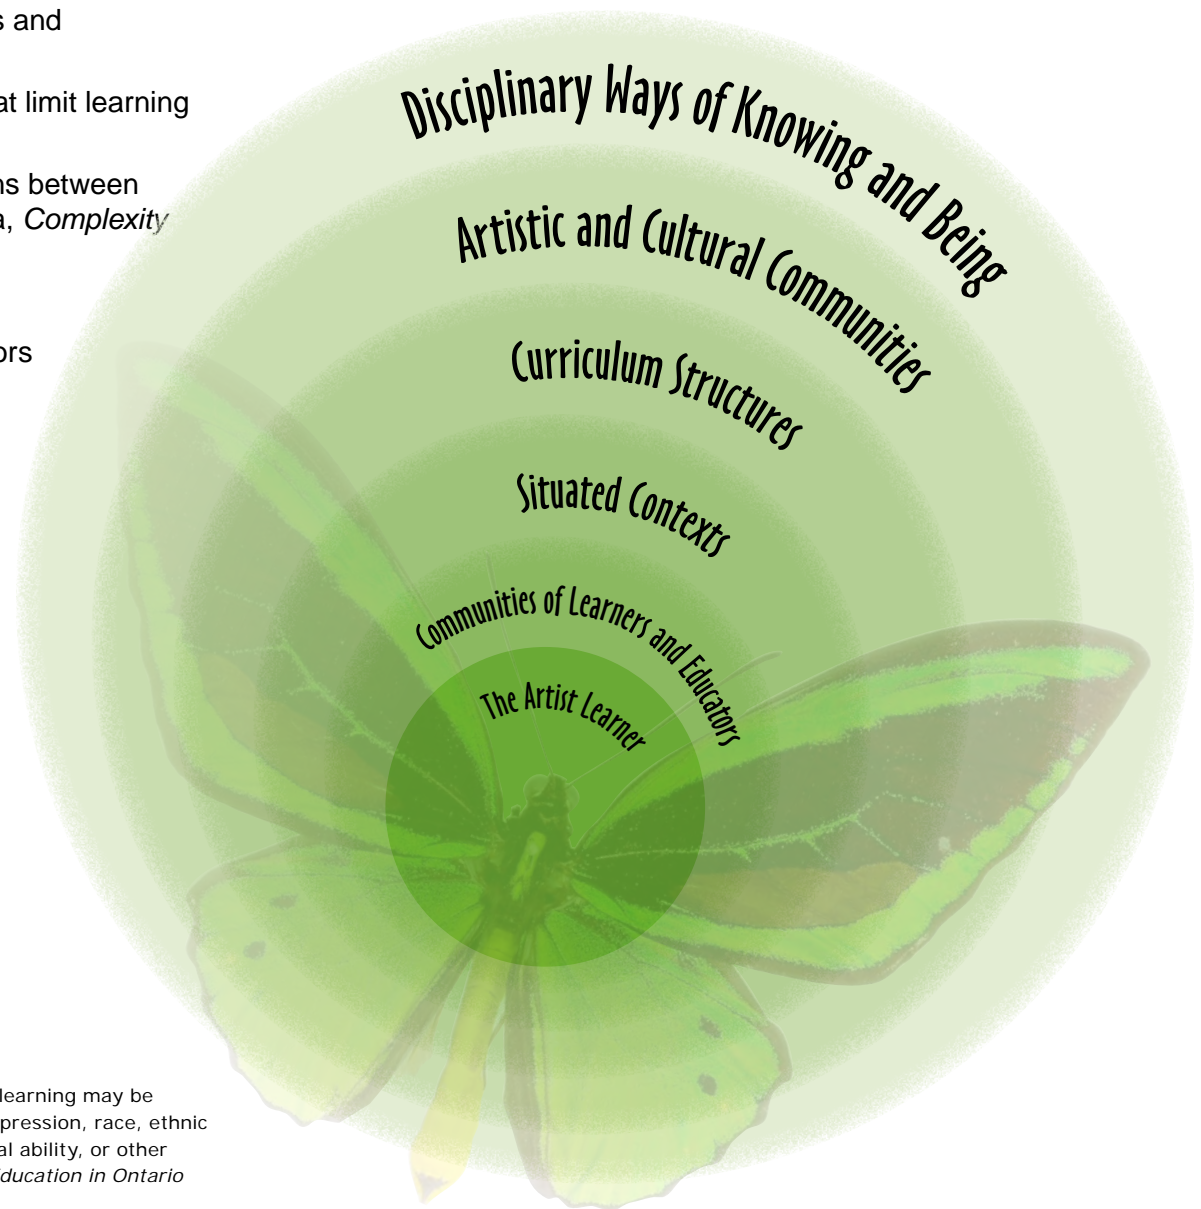 s and
at limit learning
ns between
a, Complexity
ors
Disciplinary Ways of Knowing and Being
Artistic and Cultural Communities
Curriculum Structures
Situated Contexts
Communities of Learners and Educators
The Artist Learner
learning may be
pression, race, ethnic
al ability, or other
Education in Ontario